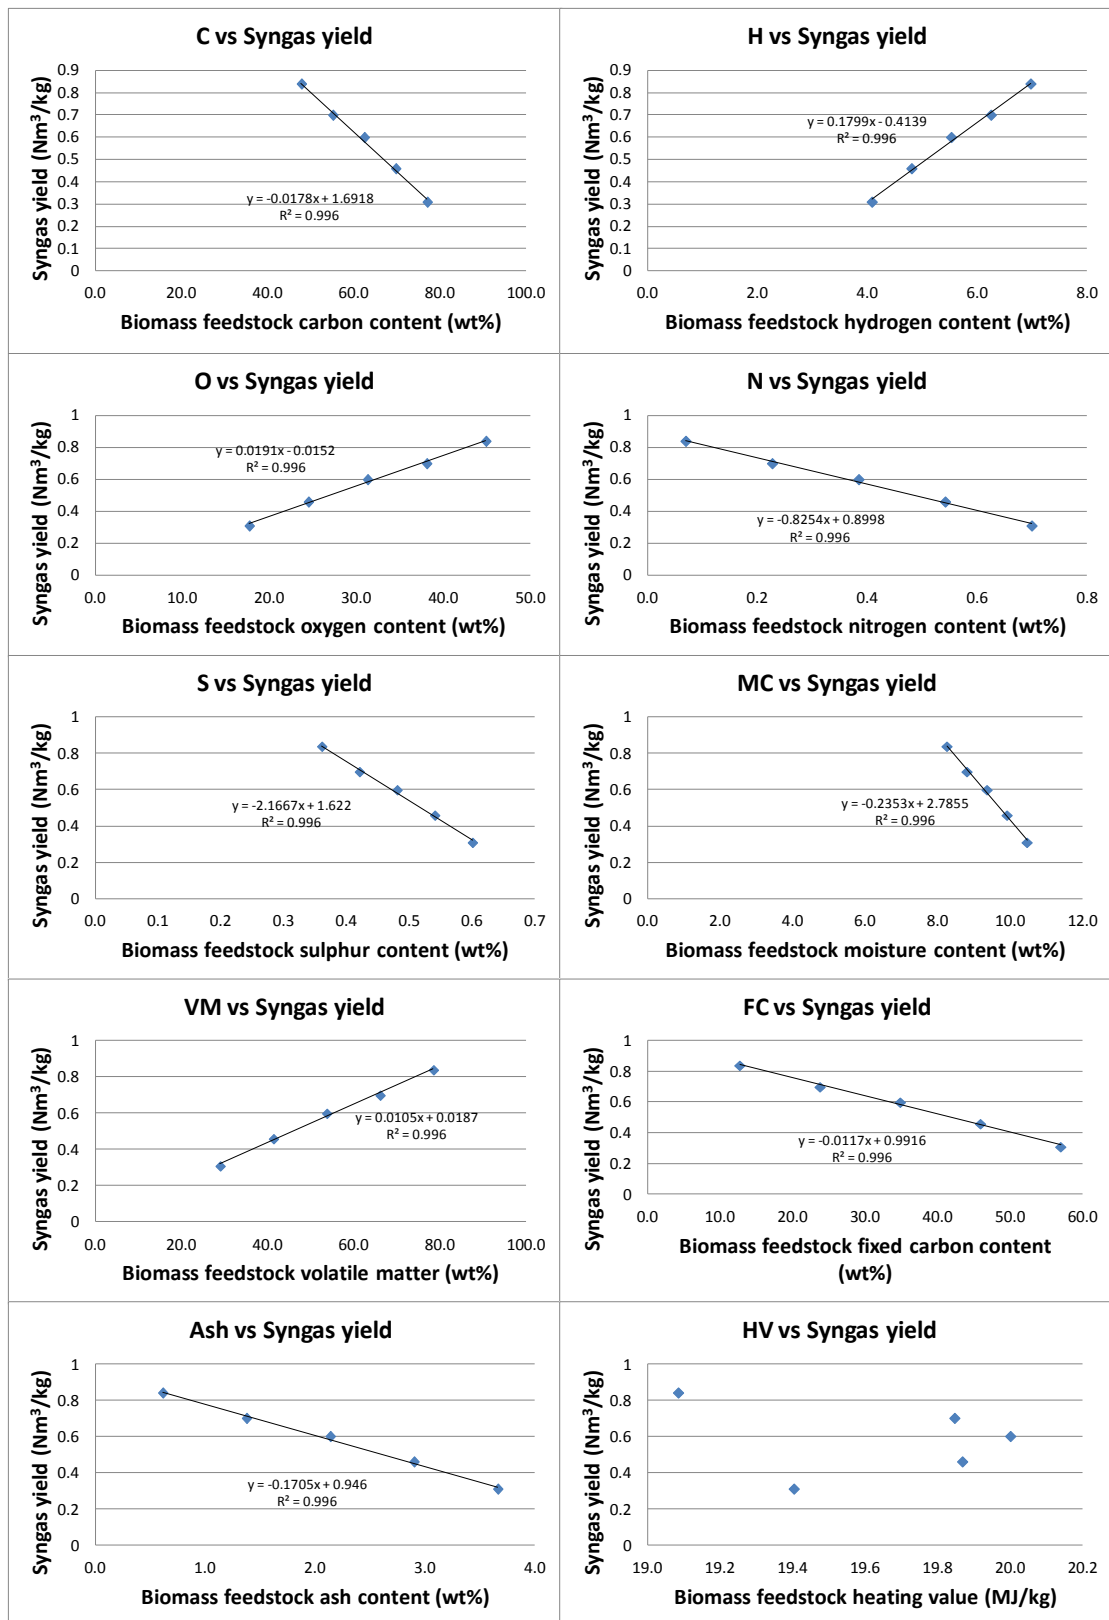 C vs Syngas yield
Syngas yield (Nm³/kg)
0.9
0.8
0.7
0.6
0.5
0.4
0.3
0.2
0.1
0
y = -0.0178x + 1.6918
R² = 0.996
0.0 20.0 40.0 60.0 80.0 100.0
Biomass feedstock carbon content (wt%)
H vs Syngas yield
Syngas yield (Nm³/kg)
0.9
0.8
0.7
0.6
0.5
0.4
0.3
0.2
0.1
0
y = 0.1799x - 0.4139
R² = 0.996
0.0 2.0 4.0 6.0 8.0
Biomass feedstock hydrogen content (wt%)
O vs Syngas yield
Syngas yield (Nm³/kg)
1
0.8
0.6
0.4
0.2
0
y = 0.0191x - 0.0152
R² = 0.996
0.0 10.0 20.0 30.0 40.0 50.0
Biomass feedstock oxygen content (wt%)
N vs Syngas yield
Syngas yield (Nm³/kg)
1
0.8
0.6
0.4
0.2
0
y = -0.8254x + 0.8998
R² = 0.996
0.0 0.2 0.4 0.6 0.8
Biomass feedstock nitrogen content (wt%)
S vs Syngas yield
Syngas yield (Nm³/kg)
1
0.8
0.6
0.4
0.2
0
y = -2.1667x + 1.622
R² = 0.996
0.0 0.1 0.2 0.3 0.4 0.5 0.6 0.7
Biomass feedstock sulphur content (wt%)
MC vs Syngas yield
Syngas yield (Nm³/kg)
1
0.8
0.6
0.4
0.2
0
y = -0.2353x + 2.7855
R² = 0.996
0.0 2.0 4.0 6.0 8.0 10.0 12.0
Biomass feedstock moisture content (wt%)
VM vs Syngas yield
Syngas yield (Nm³/kg)
1
0.8
0.6
0.4
0.2
0
y = 0.0105x + 0.0187
R² = 0.996
0.0 20.0 40.0 60.0 80.0 100.0
Biomass feedstock volatile matter (wt%)
FC vs Syngas yield
Syngas yield (Nm³/kg)
1
0.8
0.6
0.4
0.2
0
y = -0.0117x + 0.9916
R² = 0.996
0.0 10.0 20.0 30.0 40.0 50.0 60.0
Biomass feedstock fixed carbon content
(wt%)
Ash vs Syngas yield
Syngas yield (Nm³/kg)
1
0.8
0.6
0.4
0.2
0
y = -0.1705x + 0.946
R² = 0.996
0.0 1.0 2.0 3.0 4.0
Biomass feedstock ash content (wt%)
HV vs Syngas yield
Syngas yield (Nm³/kg)
1
0.8
0.6
0.4
0.2
0
19.0 19.4 19.8 20.0 20.2
Biomass feedstock heating value (MJ/kg)